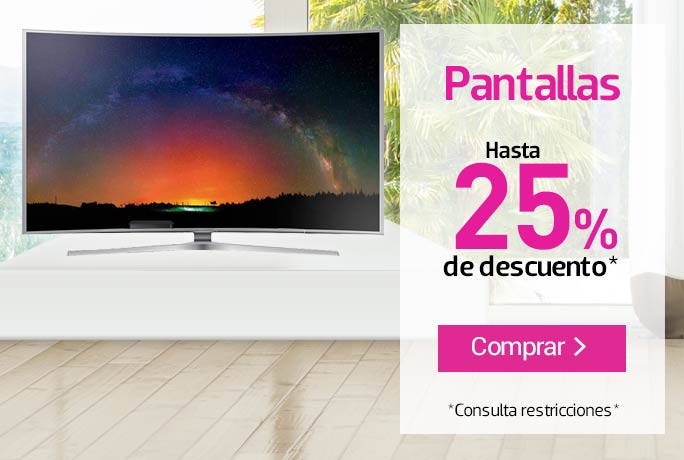 Pantallas
Hasta
25%
de descuento*
Comprar >
*Consulta restricciones*